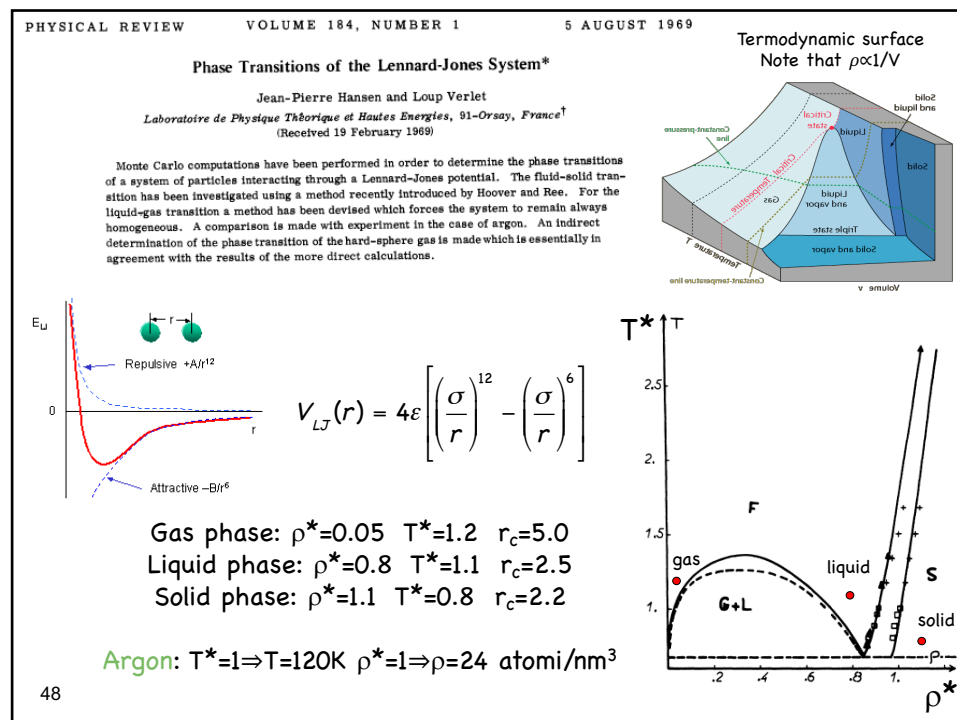 PHYSICAL REVIEW VOLUME 184, NUMBER 1 5 AUGUST 1969
Phase Transitions of the Lennard-Jones System*
Jean-Pierre Hansen and Loup Verlet
Laboratoire de Physique Théorique et Hautes Energies, 91-Orsay, France†
(Received 19 February 1969)
Monte Carlo computations have been performed in order to determine the phase transitions
of a system of particles interacting through a Lennard-Jones potential. The fluid-solid tran-
sition has been investigated using a method recently introduced by Hoover and Ree. For the
liquid-gas transition a method has been devised which forces the system to remain always
homogeneous. A comparison is made with experiment in the case of argon. An indirect
determination of the phase transition of the hard-sphere gas is made which is essentially in
agreement with the results of the more direct calculations.
Termodynamic surface
Note that ρ∝1/V
Solid
and liquid
Critical
state
Liquid
Constant-pressure
line
Solid
Critical Temperature
Gas
Liquid
and vapor
Triple state
Solid and vapor
Temperature T
Constant-temperature line
Volume v
E_LJ
r
Repulsive +A/r¹²
0
r
Attractive –B/r⁶
V_LJ(r) = 4ε[(σ/r)¹² − (σ/r)⁶]
Gas phase: ρ*=0.05 T*=1.2 r_c=5.0
Liquid phase: ρ*=0.8 T*=1.1 r_c=2.5
Solid phase: ρ*=1.1 T*=0.8 r_c=2.2
Argon: T*=1⇒T=120K ρ*=1⇒ρ=24 atomi/nm³
T* T
2.5
2.
1.5
1.
F
gas
liquid
G+L
S
solid
ρ
.2 .4 .6 .8 1.
ρ*
48